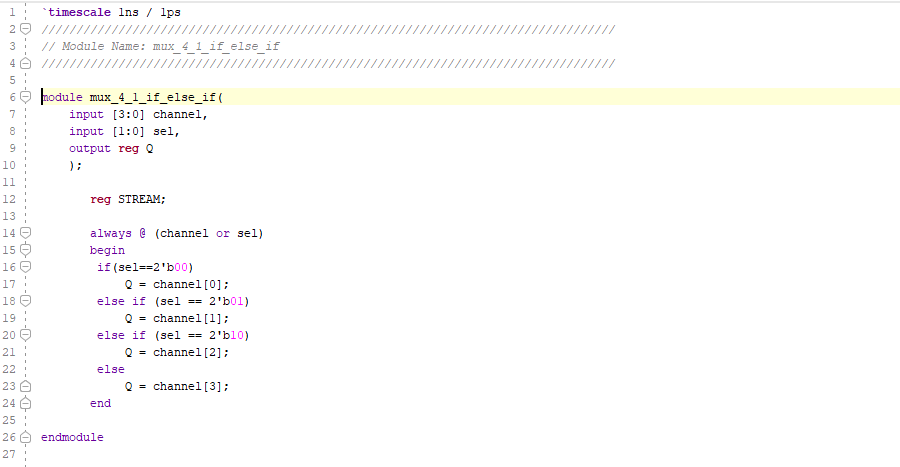 1 `timescale 1ns / 1ps
2 //////////////////////////////////////////////////////////////////////////////////
3 // Module Name: mux_4_1_if_else_if
4 //////////////////////////////////////////////////////////////////////////////////
5
6 module mux_4_1_if_else_if(
7     input [3:0] channel,
8     input [1:0] sel,
9     output reg Q
10     );
11
12        reg STREAM;
13
14        always @ (channel or sel)
15        begin
16         if(sel==2'b00)
17             Q = channel[0];
18         else if (sel == 2'b01)
19             Q = channel[1];
20         else if (sel == 2'b10)
21             Q = channel[2];
22         else
23             Q = channel[3];
24        end
25
26 endmodule
27